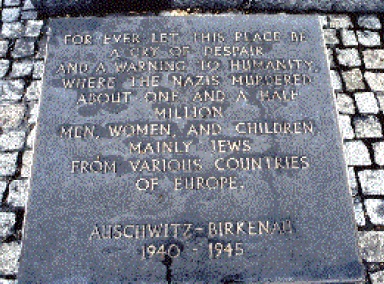 FOR EVER LET THIS PLACE BE
A CRY OF DESPAIR
AND A WARNING TO HUMANITY,
WHERE THE NAZIS MURDERED
ABOUT ONE AND A HALF
MILLION
MEN, WOMEN, AND CHILDREN,
MAINLY JEWS
FROM VARIOUS COUNTRIES
OF EUROPE.
AUSCHWITZ-BIRKENAU
1940 - 1945